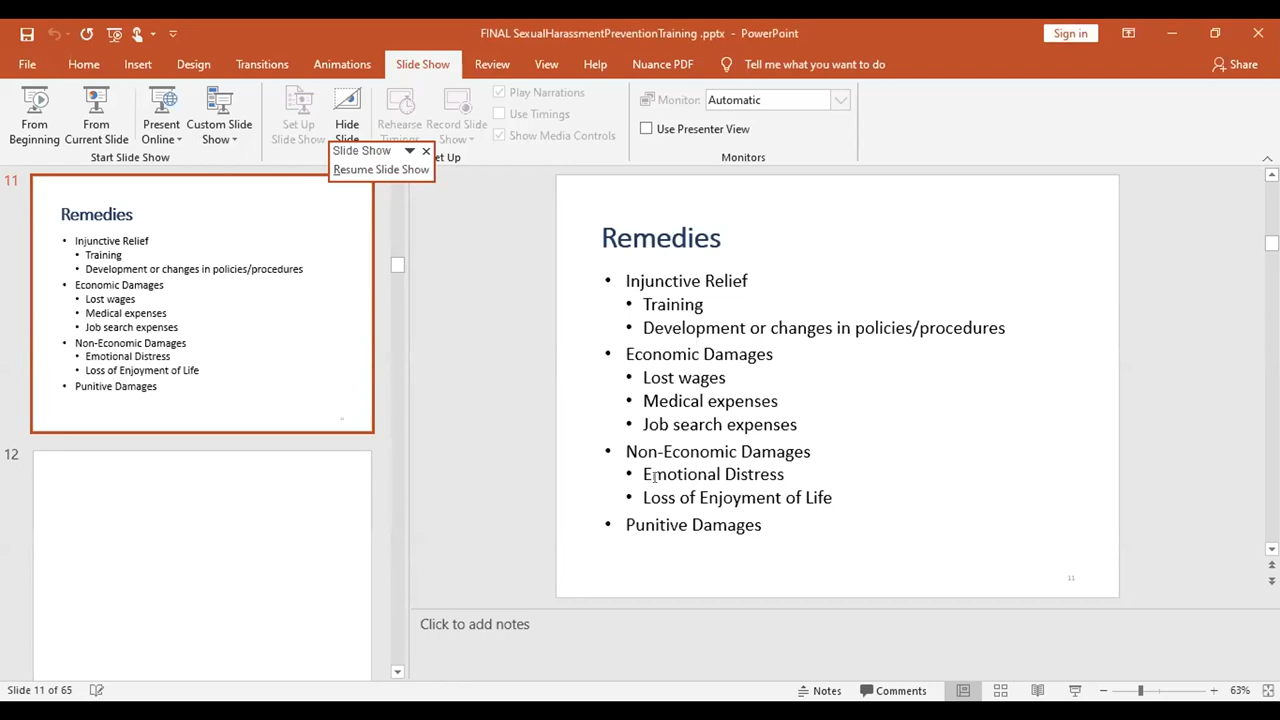 FINAL SexualHarassmentPreventionTraining .pptx - PowerPoint
Sign in
File Home Insert Design Transitions Animations Slide Show Review View Help Nuance PDF Tell me what you want to do Share
From Beginning
From Current Slide
Present Online
Custom Slide Show
Start Slide Show
Set Up Slide Show
Hide Slide
Rehearse Timings
Record Slide Show
Play Narrations
Use Timings
Show Media Controls
et Up
Monitor: Automatic
Use Presenter View
Monitors
Slide Show
Resume Slide Show
11
Remedies
• Injunctive Relief
• Training
• Development or changes in policies/procedures
• Economic Damages
• Lost wages
• Medical expenses
• Job search expenses
• Non-Economic Damages
• Emotional Distress
• Loss of Enjoyment of Life
• Punitive Damages
12
Remedies
• Injunctive Relief
• Training
• Development or changes in policies/procedures
• Economic Damages
• Lost wages
• Medical expenses
• Job search expenses
• Non-Economic Damages
• Emotional Distress
• Loss of Enjoyment of Life
• Punitive Damages
11
Click to add notes
Slide 11 of 65
Notes Comments 63%